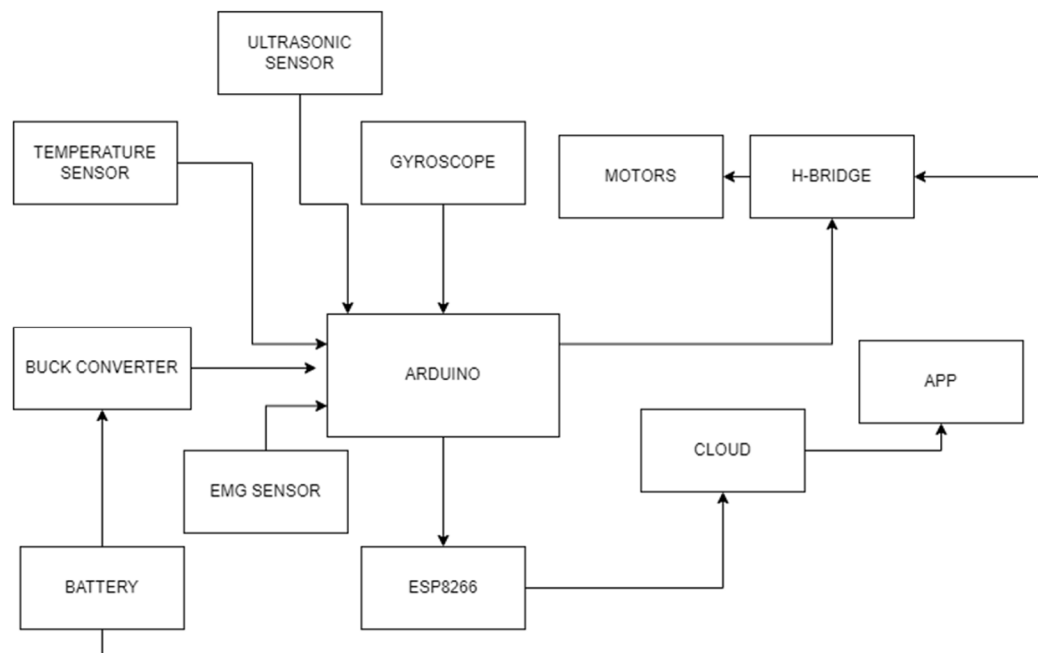 ULTRASONIC
SENSOR
TEMPERATURE
SENSOR
GYROSCOPE
MOTORS
H-BRIDGE
BUCK CONVERTER
ARDUINO
APP
CLOUD
EMG SENSOR
BATTERY
ESP8266